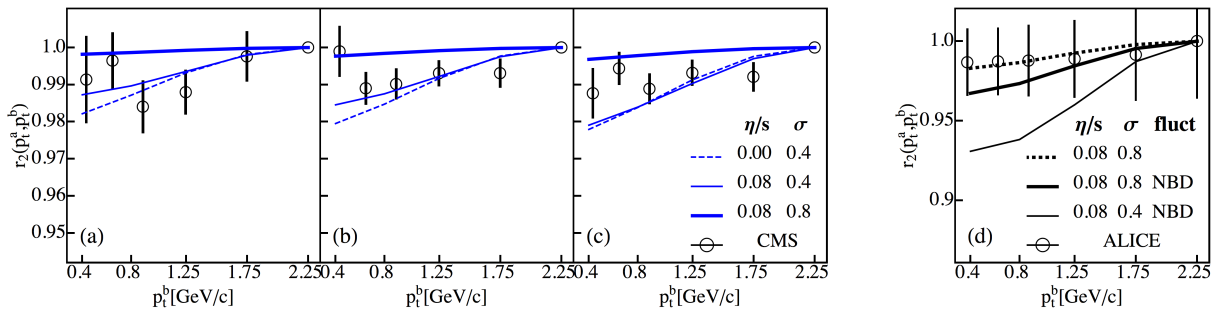 r₂(pₜᵃ,pₜᵇ)
1.0
0.99
0.98
0.97
0.96
0.95
(a)
0.4 0.8 1.25 1.75 2.25
pₜᵇ[GeV/c]
(b)
0.4 0.8 1.25 1.75 2.25
pₜᵇ[GeV/c]
η/s σ
0.00 0.4
0.08 0.4
0.08 0.8
CMS
(c)
0.4 0.8 1.25 1.75 2.25
pₜᵇ[GeV/c]
r₂(pₜᵃ,pₜᵇ)
1.0
0.95
0.9
η/s σ fluct
0.08 0.8
0.08 0.8 NBD
0.08 0.4 NBD
ALICE
(d)
0.4 0.8 1.25 1.75 2.25
pₜᵇ[GeV/c]